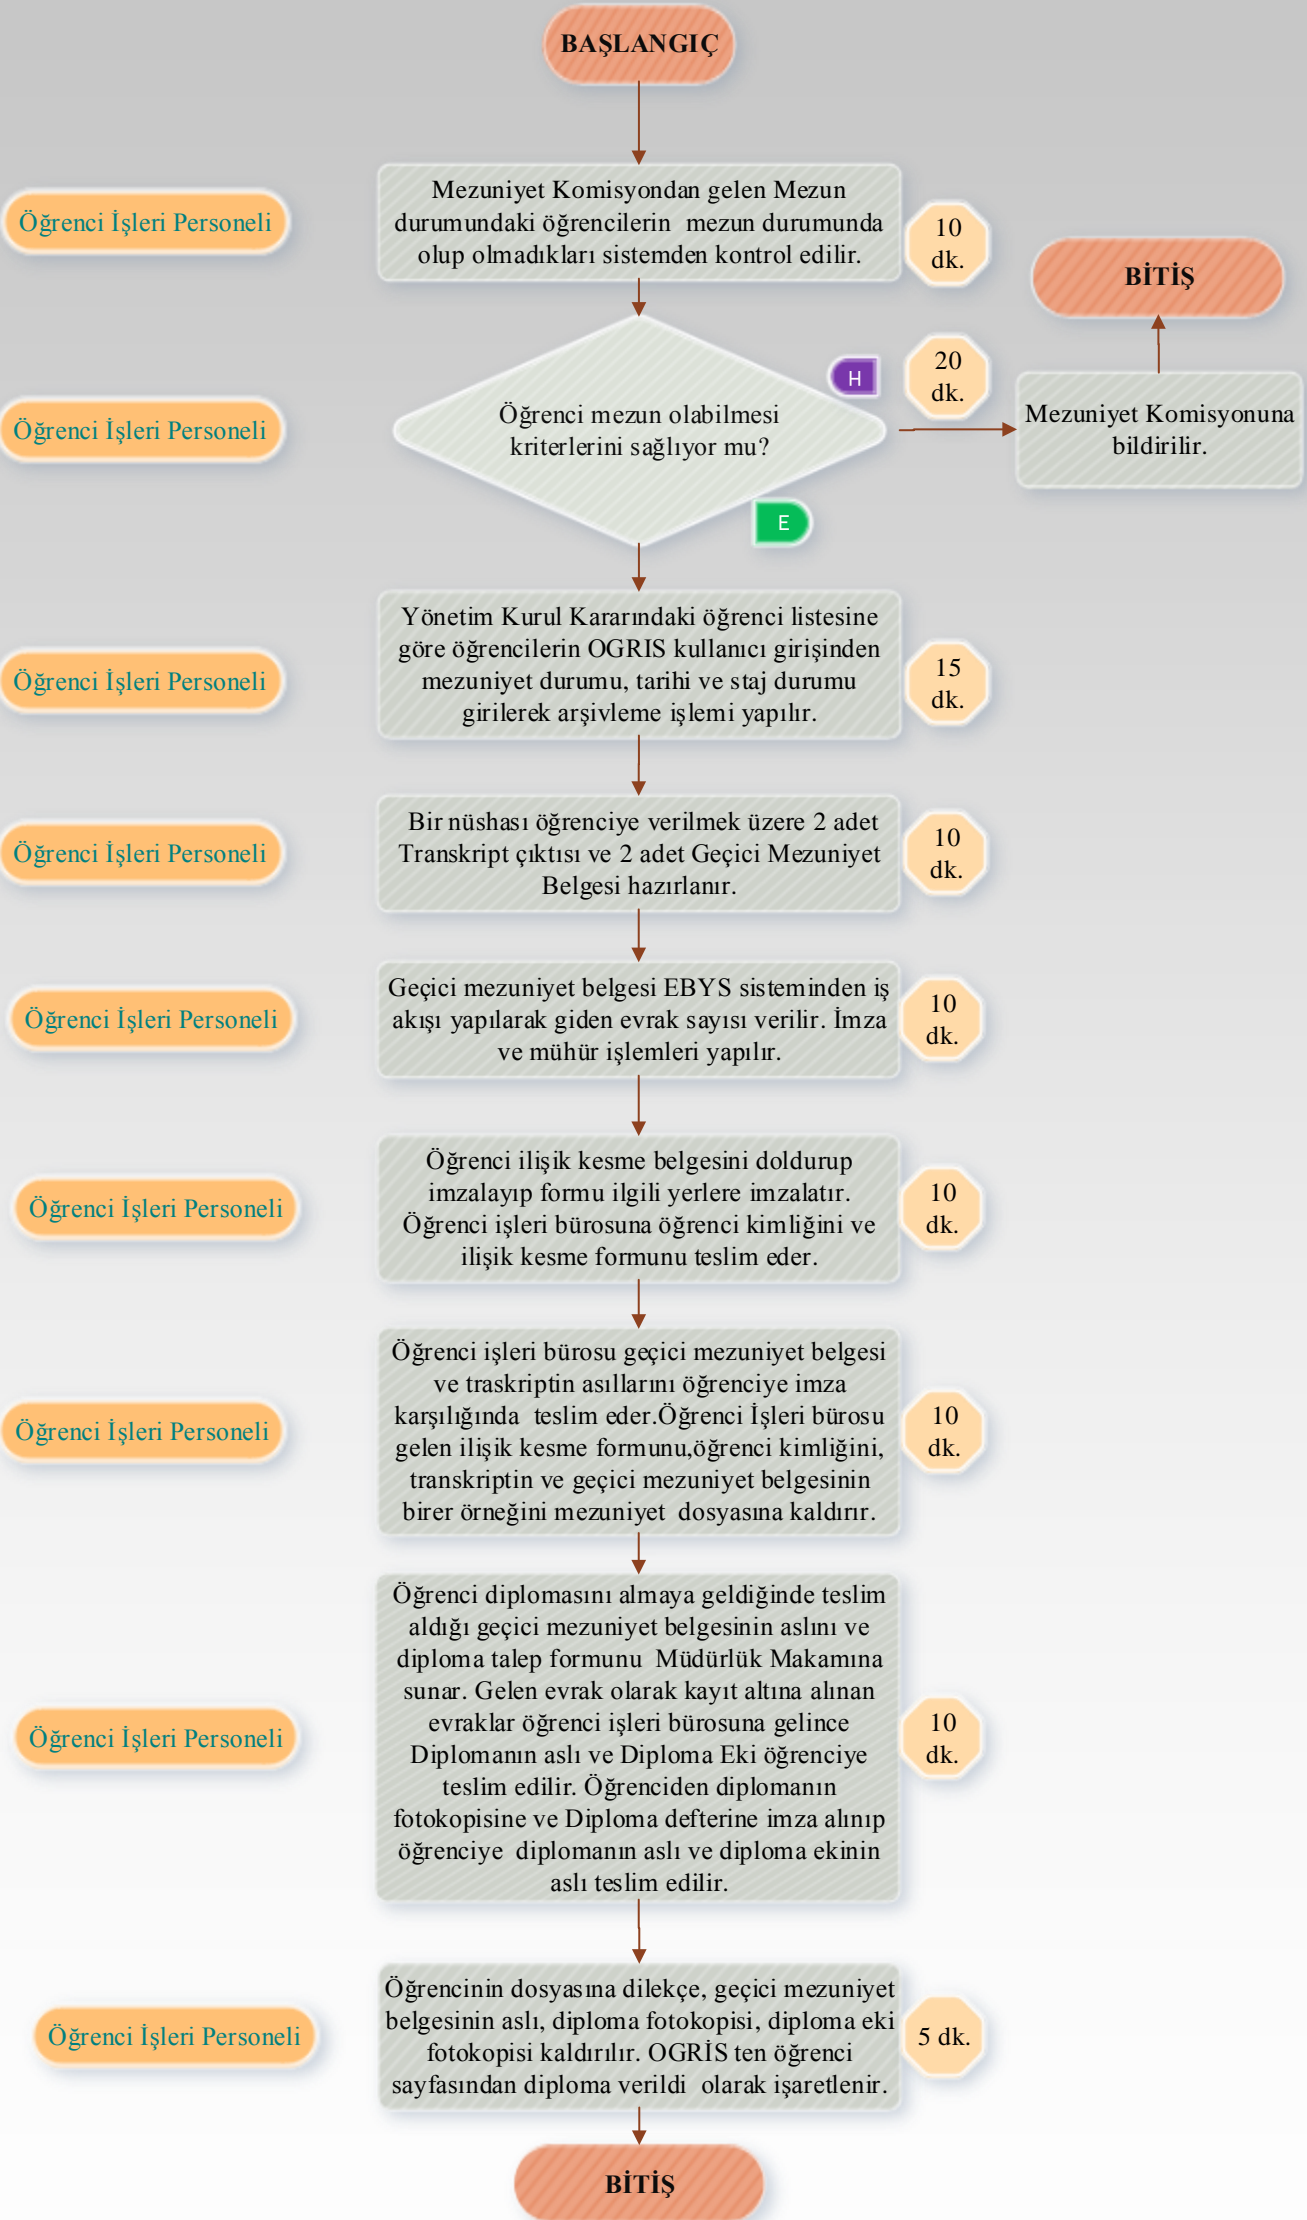 BAŞLANGIÇ
Öğrenci İşleri Personeli
Mezuniyet Komisyondan gelen Mezun
durumundaki öğrencilerin  mezun durumunda
olup olmadıkları sistemden kontrol edilir.
10
dk.
BİTİŞ
Öğrenci İşleri Personeli
Öğrenci mezun olabilmesi
kriterlerini sağlıyor mu?
H
20
dk.
Mezuniyet Komisyonuna
bildirilir.
E
Öğrenci İşleri Personeli
Yönetim Kurul Kararındaki öğrenci listesine
göre öğrencilerin OGRIS kullanıcı girişinden
mezuniyet durumu, tarihi ve staj durumu
girilerek arşivleme işlemi yapılır.
15
dk.
Öğrenci İşleri Personeli
Bir nüshası öğrenciye verilmek üzere 2 adet
Transkript çıktısı ve 2 adet Geçici Mezuniyet
Belgesi hazırlanır.
10
dk.
Öğrenci İşleri Personeli
Geçici mezuniyet belgesi EBYS sisteminden iş
akışı yapılarak giden evrak sayısı verilir. İmza
ve mühür işlemleri yapılır.
10
dk.
Öğrenci İşleri Personeli
Öğrenci ilişik kesme belgesini doldurup
imzalayıp formu ilgili yerlere imzalatır.
Öğrenci işleri bürosuna öğrenci kimliğini ve
ilişik kesme formunu teslim eder.
10
dk.
Öğrenci İşleri Personeli
Öğrenci işleri bürosu geçici mezuniyet belgesi
ve traskriptin asıllarını öğrenciye imza
karşılığında  teslim eder.Öğrenci İşleri bürosu
gelen ilişik kesme formunu,öğrenci kimliğini,
transkriptin ve geçici mezuniyet belgesinin
birer örneğini mezuniyet  dosyasına kaldırır.
10
dk.
Öğrenci İşleri Personeli
Öğrenci diplomasını almaya geldiğinde teslim
aldığı geçici mezuniyet belgesinin aslını ve
diploma talep formunu  Müdürlük Makamına
sunar. Gelen evrak olarak kayıt altına alınan
evraklar öğrenci işleri bürosuna gelince
Diplomanın aslı ve Diploma Eki öğrenciye
teslim edilir. Öğrenciden diplomanın
fotokopisine ve Diploma defterine imza alınıp
öğrenciye  diplomanın aslı ve diploma ekinin
aslı teslim edilir.
10
dk.
Öğrenci İşleri Personeli
Öğrencinin dosyasına dilekçe, geçici mezuniyet
belgesinin aslı, diploma fotokopisi, diploma eki
fotokopisi kaldırılır. OGRİS ten öğrenci
sayfasından diploma verildi  olarak işaretlenir.
5 dk.
BİTİŞ